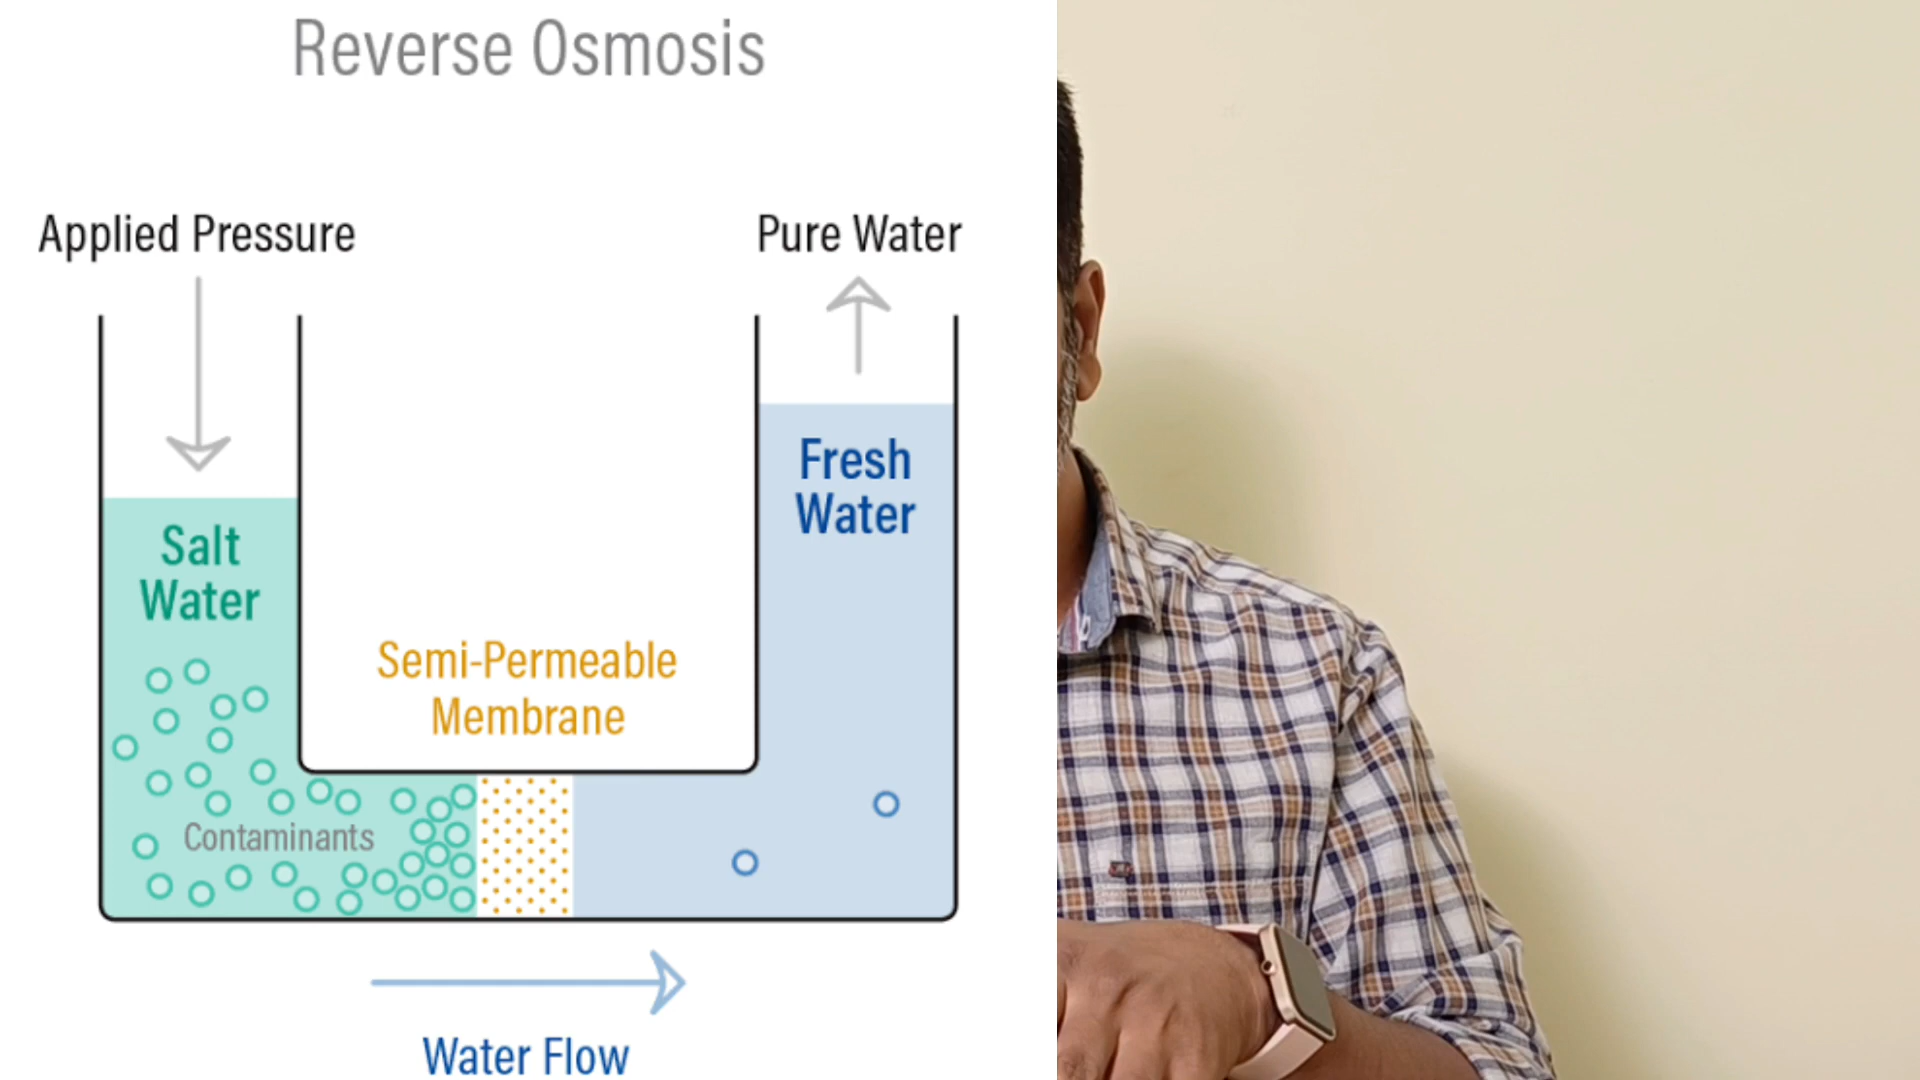 Reverse Osmosis
Applied Pressure
Pure Water
Fresh
Water
Salt
Water
Semi-Permeable
Membrane
Contaminants
Water Flow